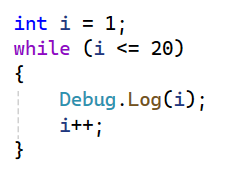 int i = 1;
while (i <= 20)
{
    Debug.Log(i);
    i++;
}